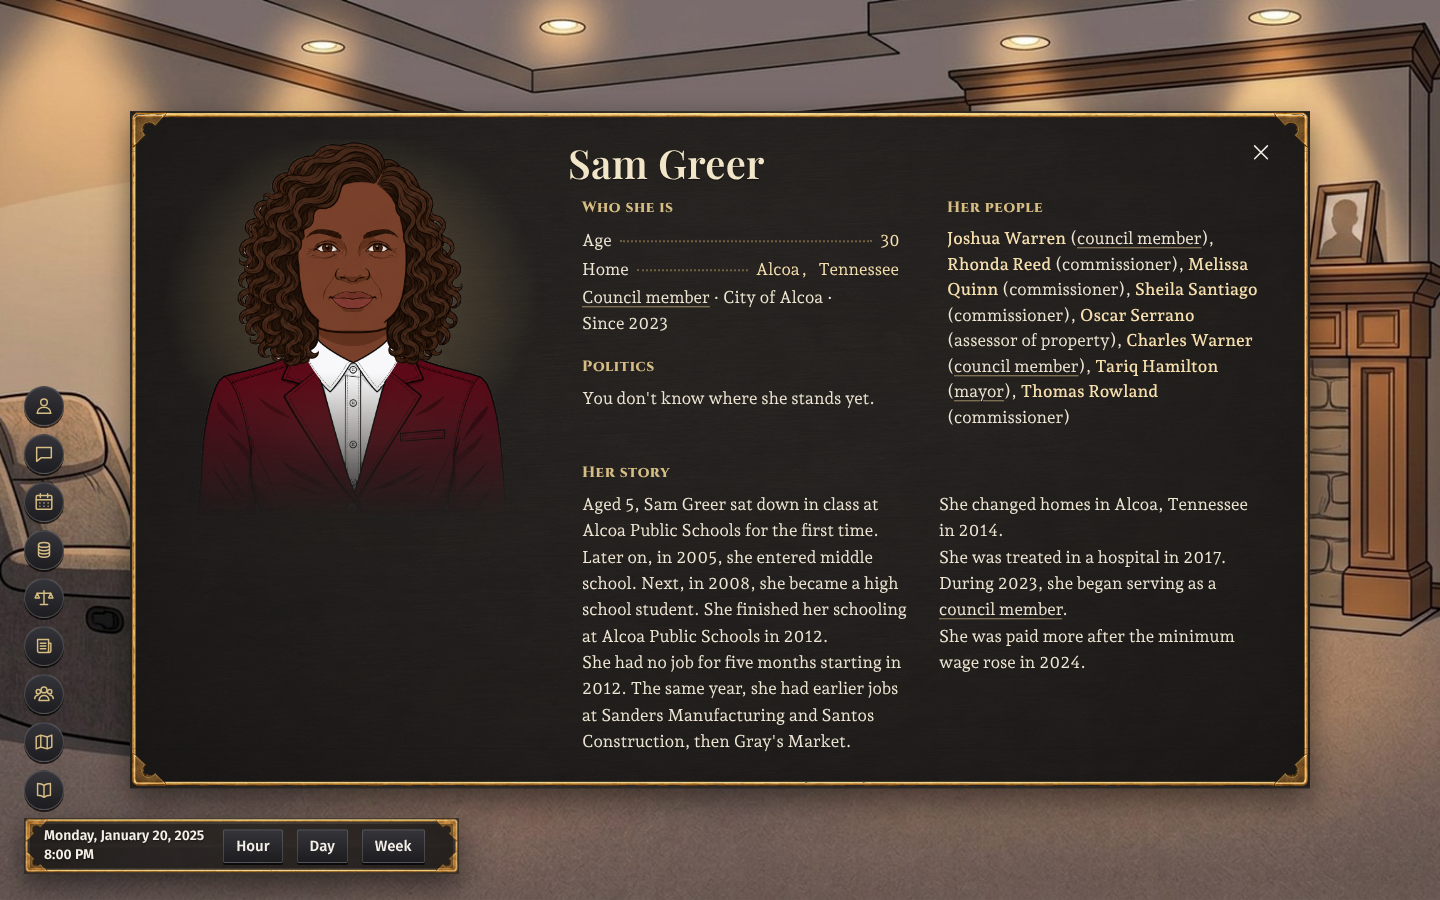 Sam Greer
Who she is
Age 30
Home Alcoa, Tennessee
Council member · City of Alcoa ·
Since 2023
Politics
You don't know where she stands yet.
Her people
Joshua Warren (council member),
Rhonda Reed (commissioner), Melissa
Quinn (commissioner), Sheila Santiago
(commissioner), Oscar Serrano
(assessor of property), Charles Warner
(council member), Tariq Hamilton
(mayor), Thomas Rowland
(commissioner)
Her story
Aged 5, Sam Greer sat down in class at
Alcoa Public Schools for the first time.
Later on, in 2005, she entered middle
school. Next, in 2008, she became a high
school student. She finished her schooling
at Alcoa Public Schools in 2012.
She had no job for five months starting in
2012. The same year, she had earlier jobs
at Sanders Manufacturing and Santos
Construction, then Gray's Market.
She changed homes in Alcoa, Tennessee
in 2014.
She was treated in a hospital in 2017.
During 2023, she began serving as a
council member.
She was paid more after the minimum
wage rose in 2024.
Monday, January 20, 2025
8:00 PM
Hour
Day
Week